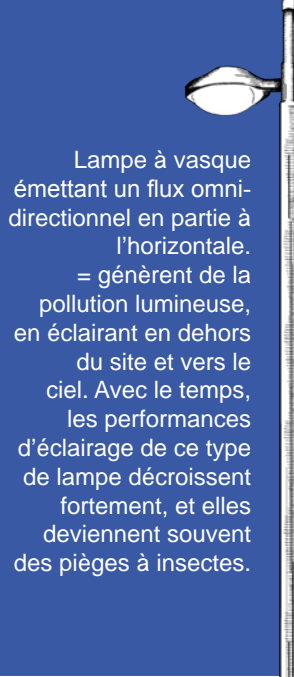 Lampe à vasque
émettant un flux omni-
directionnel en partie à
l'horizontale.
= génèrent de la
pollution lumineuse,
en éclairant en dehors
du site et vers le
ciel. Avec le temps,
les performances
d'éclairage de ce type
de lampe décroissent
fortement, et elles
deviennent souvent
des pièges à insectes.